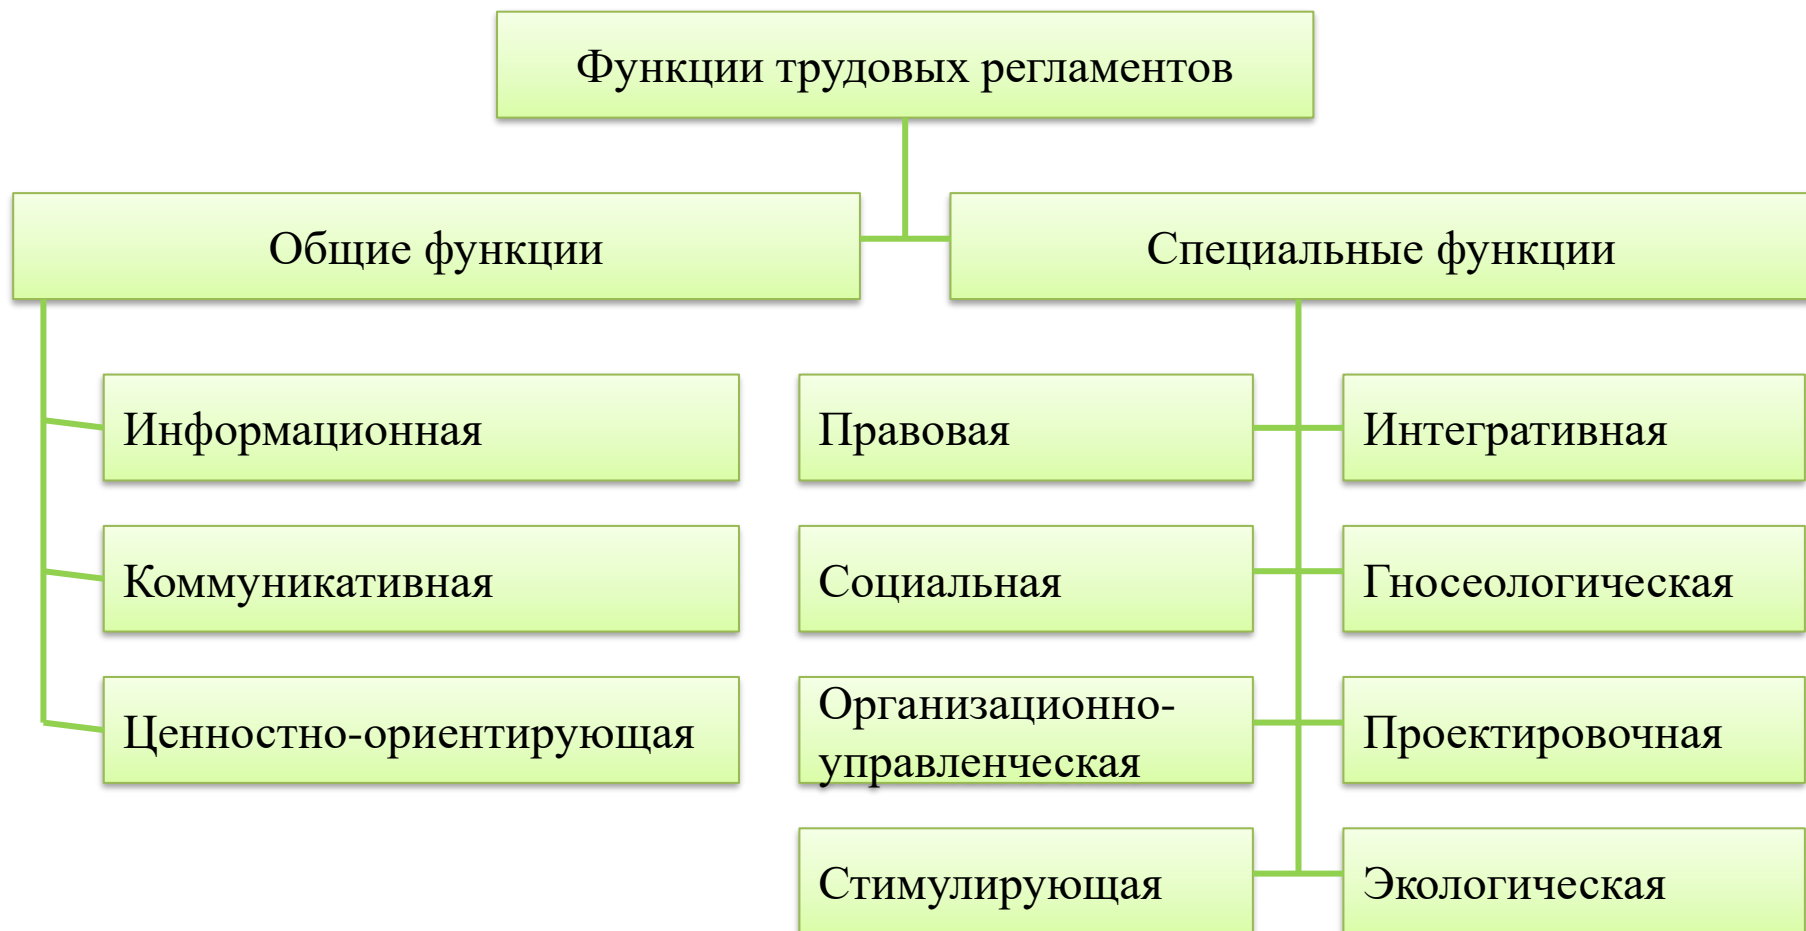 Функции трудовых регламентов
Общие функции
Специальные функции
Информационная
Правовая
Интегративная
Коммуникативная
Социальная
Гносеологическая
Ценностно-ориентирующая
Организационно-
управленческая
Проектировочная
Стимулирующая
Экологическая